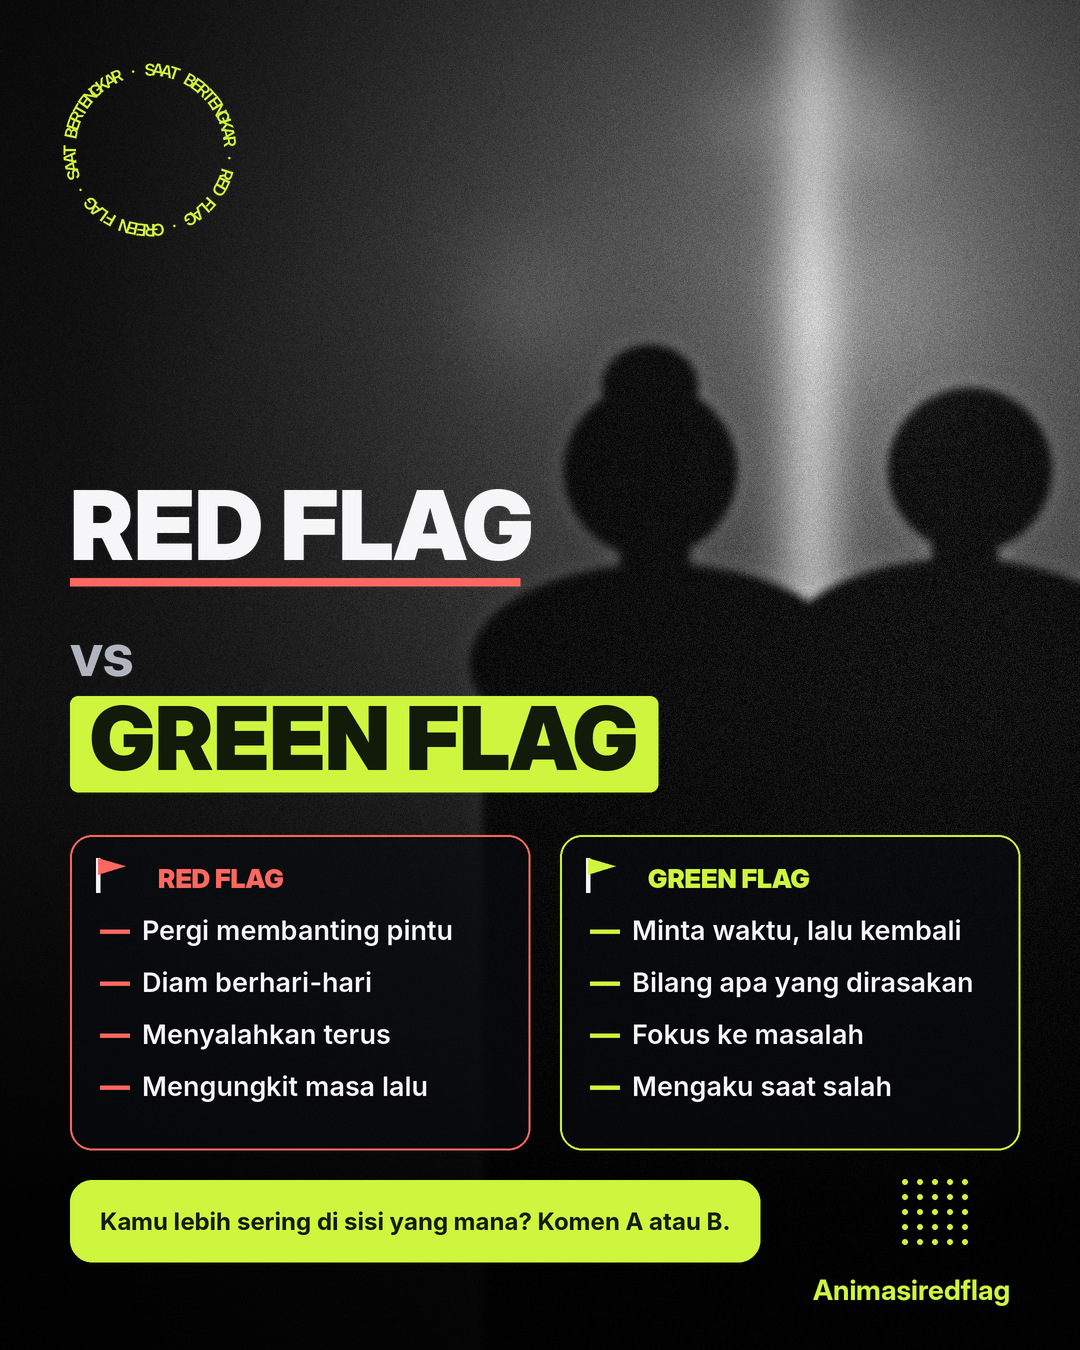 SAAT BERTENGKAR · RED FLAG · GREEN FLAG · SAAT BERTENGKAR ·
RED FLAG
VS
GREEN FLAG
RED FLAG
Pergi membanting pintu
Diam berhari-hari
Menyalahkan terus
Mengungkit masa lalu
GREEN FLAG
Minta waktu, lalu kembali
Bilang apa yang dirasakan
Fokus ke masalah
Mengaku saat salah
Kamu lebih sering di sisi yang mana? Komen A atau B.
Animasiredflag